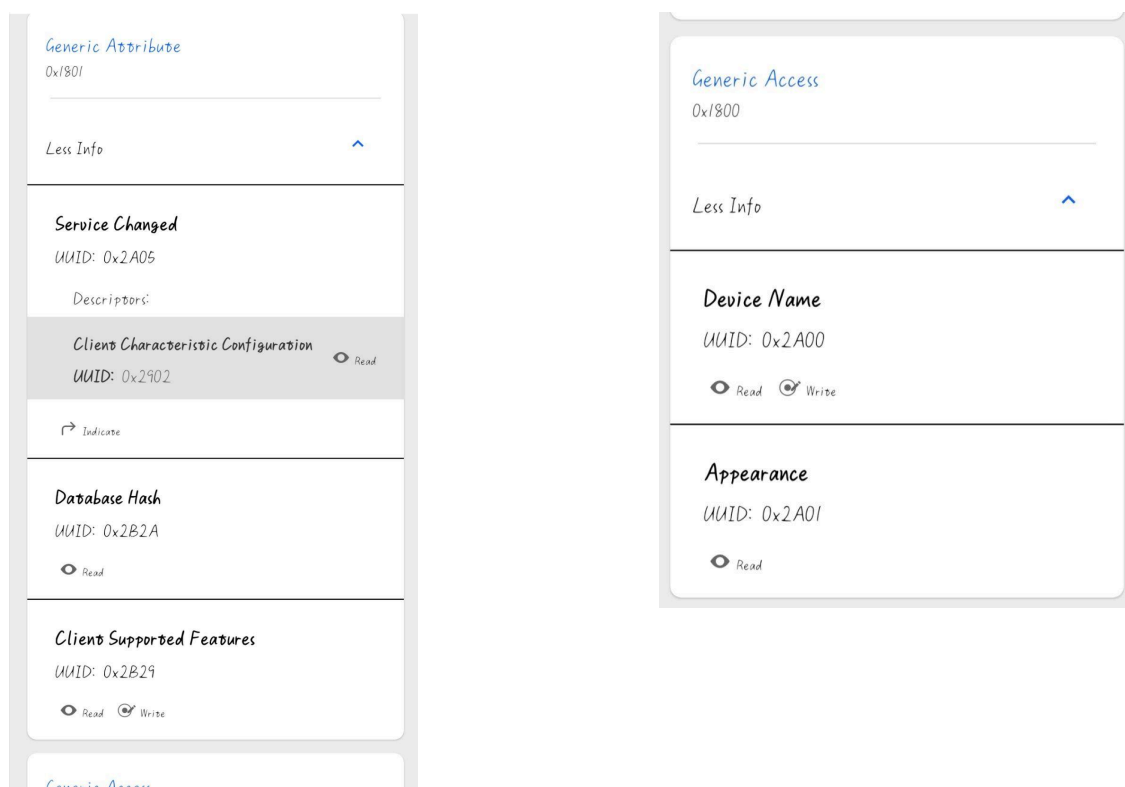 Generic Attribute
0x1801
Less Info
Service Changed
UUID: 0x2A05
Descriptors:
Client Characteristic Configuration
UUID: 0x2902
Read
Indicate
Database Hash
UUID: 0x2B2A
Read
Client Supported Features
UUID: 0x2B29
Read Write
Generic Access
Generic Access
0x1800
Less Info
Device Name
UUID: 0x2A00
Read Write
Appearance
UUID: 0x2A01
Read